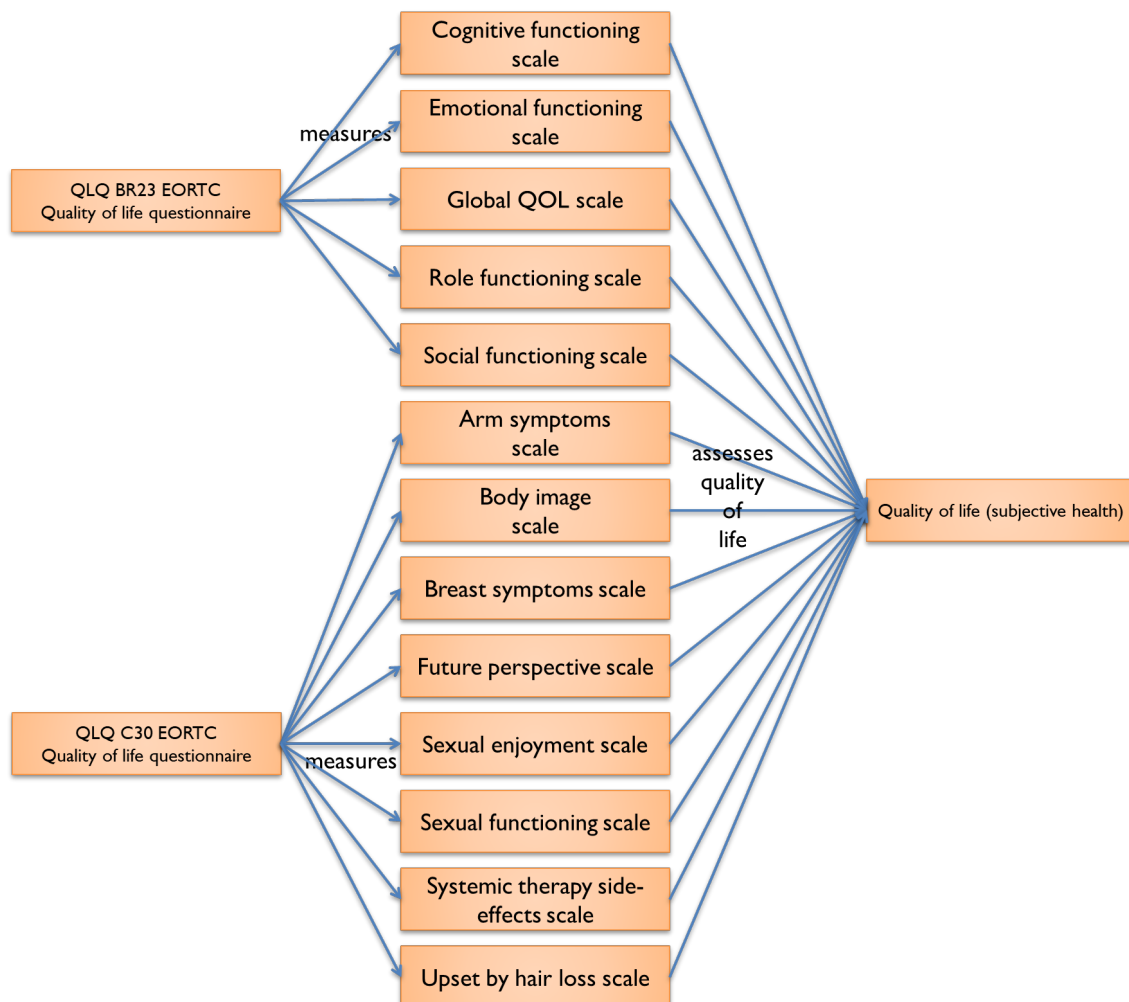 Cognitive functioning
scale
Emotional functioning
scale
measures
QLQ BR23 EORTC
Quality of life questionnaire
Global QOL scale
Role functioning scale
Social functioning scale
Arm symptoms
scale
assesses
quality
of
life
Body image
scale
Quality of life (subjective health)
Breast symptoms scale
Future perspective scale
QLQ C30 EORTC
Quality of life questionnaire
Sexual enjoyment scale
measures
Sexual functioning scale
Systemic therapy side-
effects scale
Upset by hair loss scale